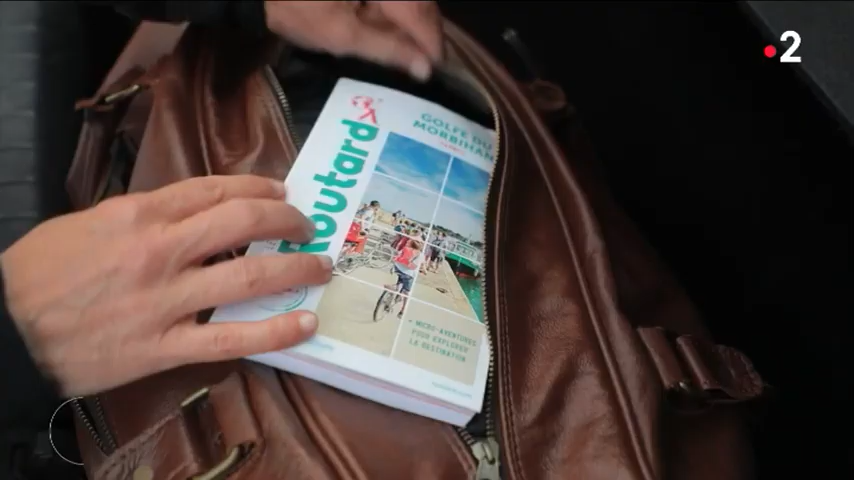 2
Routard
GOLFE DU
MORBIHAN
+ MICRO-AVENTURES
POUR EXPLORER
LA DESTINATION